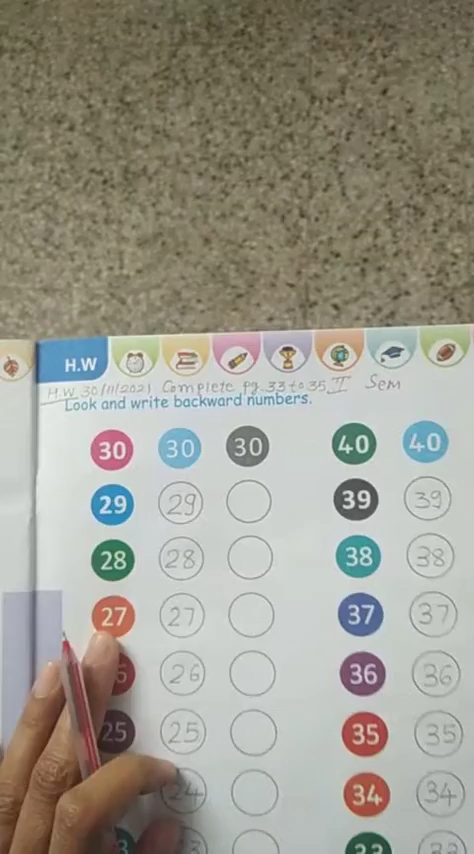 H.W
H.W 30/11/2021 Complete pg. 33 to 35 II Sem
Look and write backward numbers.
30 30 30 40 40
29 29 39 39
28 28 38 38
27 27 37 37
26 36 36
25 25 35 35
24 34 34